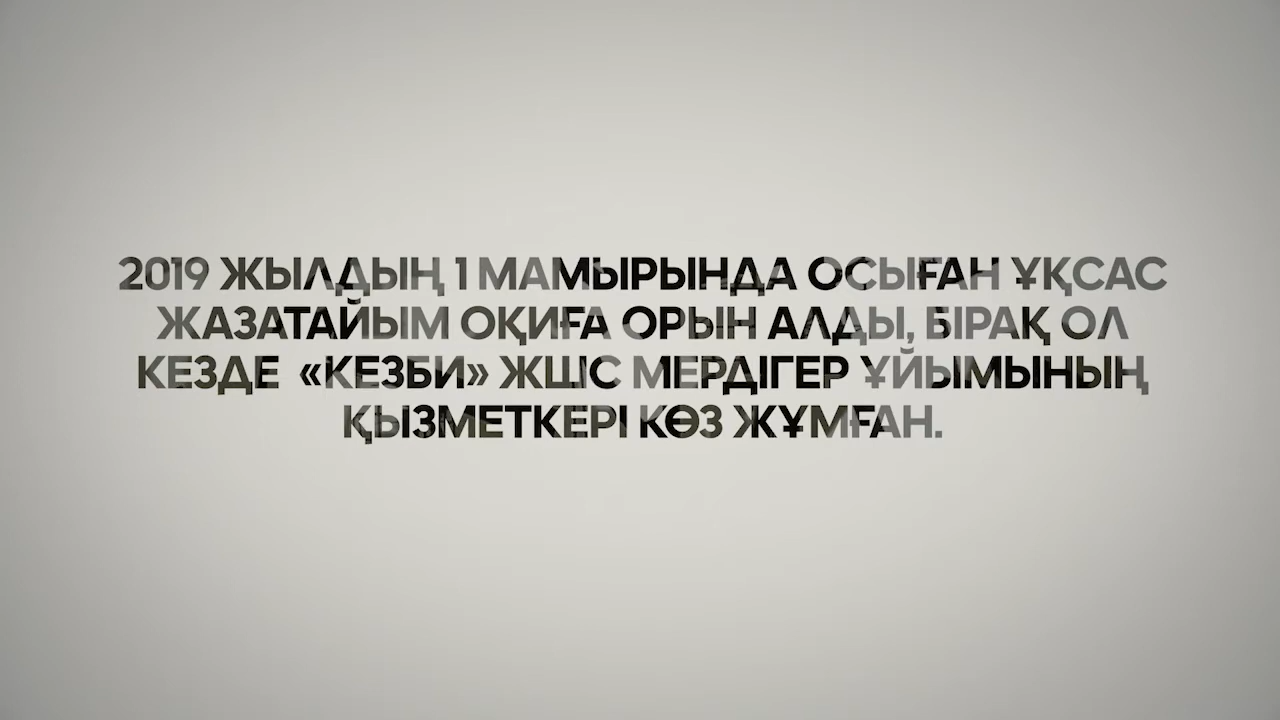 2019 ЖЫЛДЫҢ 1 МАМЫРЫНДА ОСЫҒАН ҰҚСАС
ЖАЗАТАЙЫМ ОҚИҒА ОРЫН АЛДЫ, БІРАҚ ОЛ
КЕЗДЕ «КЕЗБИ» ЖШС МЕРДІГЕР ҰЙЫМЫНЫҢ
ҚЫЗМЕТКЕРІ КӨЗ ЖҰМҒАН.